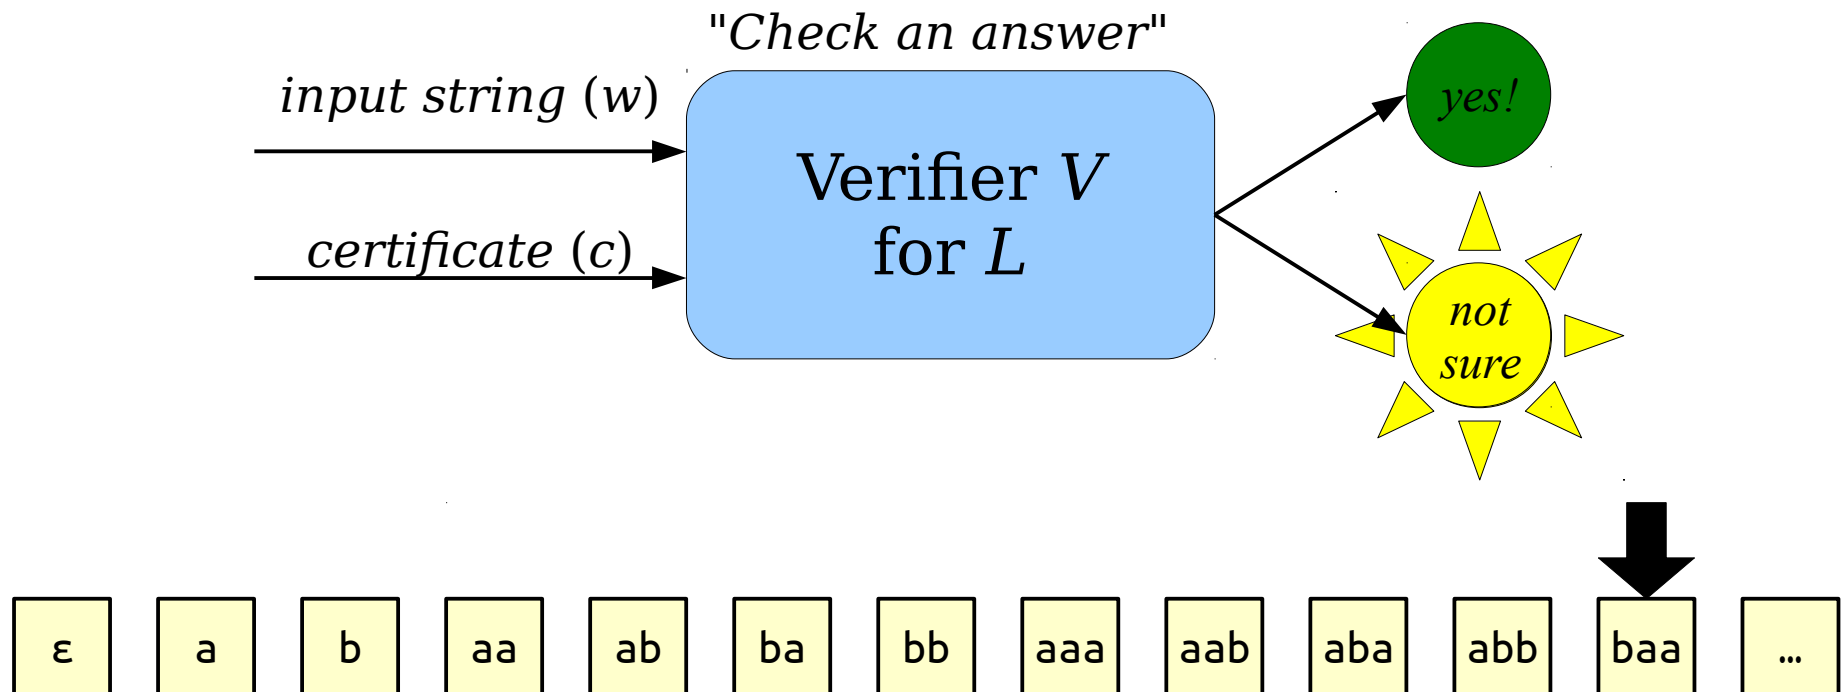 "Check an answer"
input string (w)
certificate (c)
Verifier V
for L
yes!
not
sure
ε a b aa ab ba bb aaa aab aba abb baa …